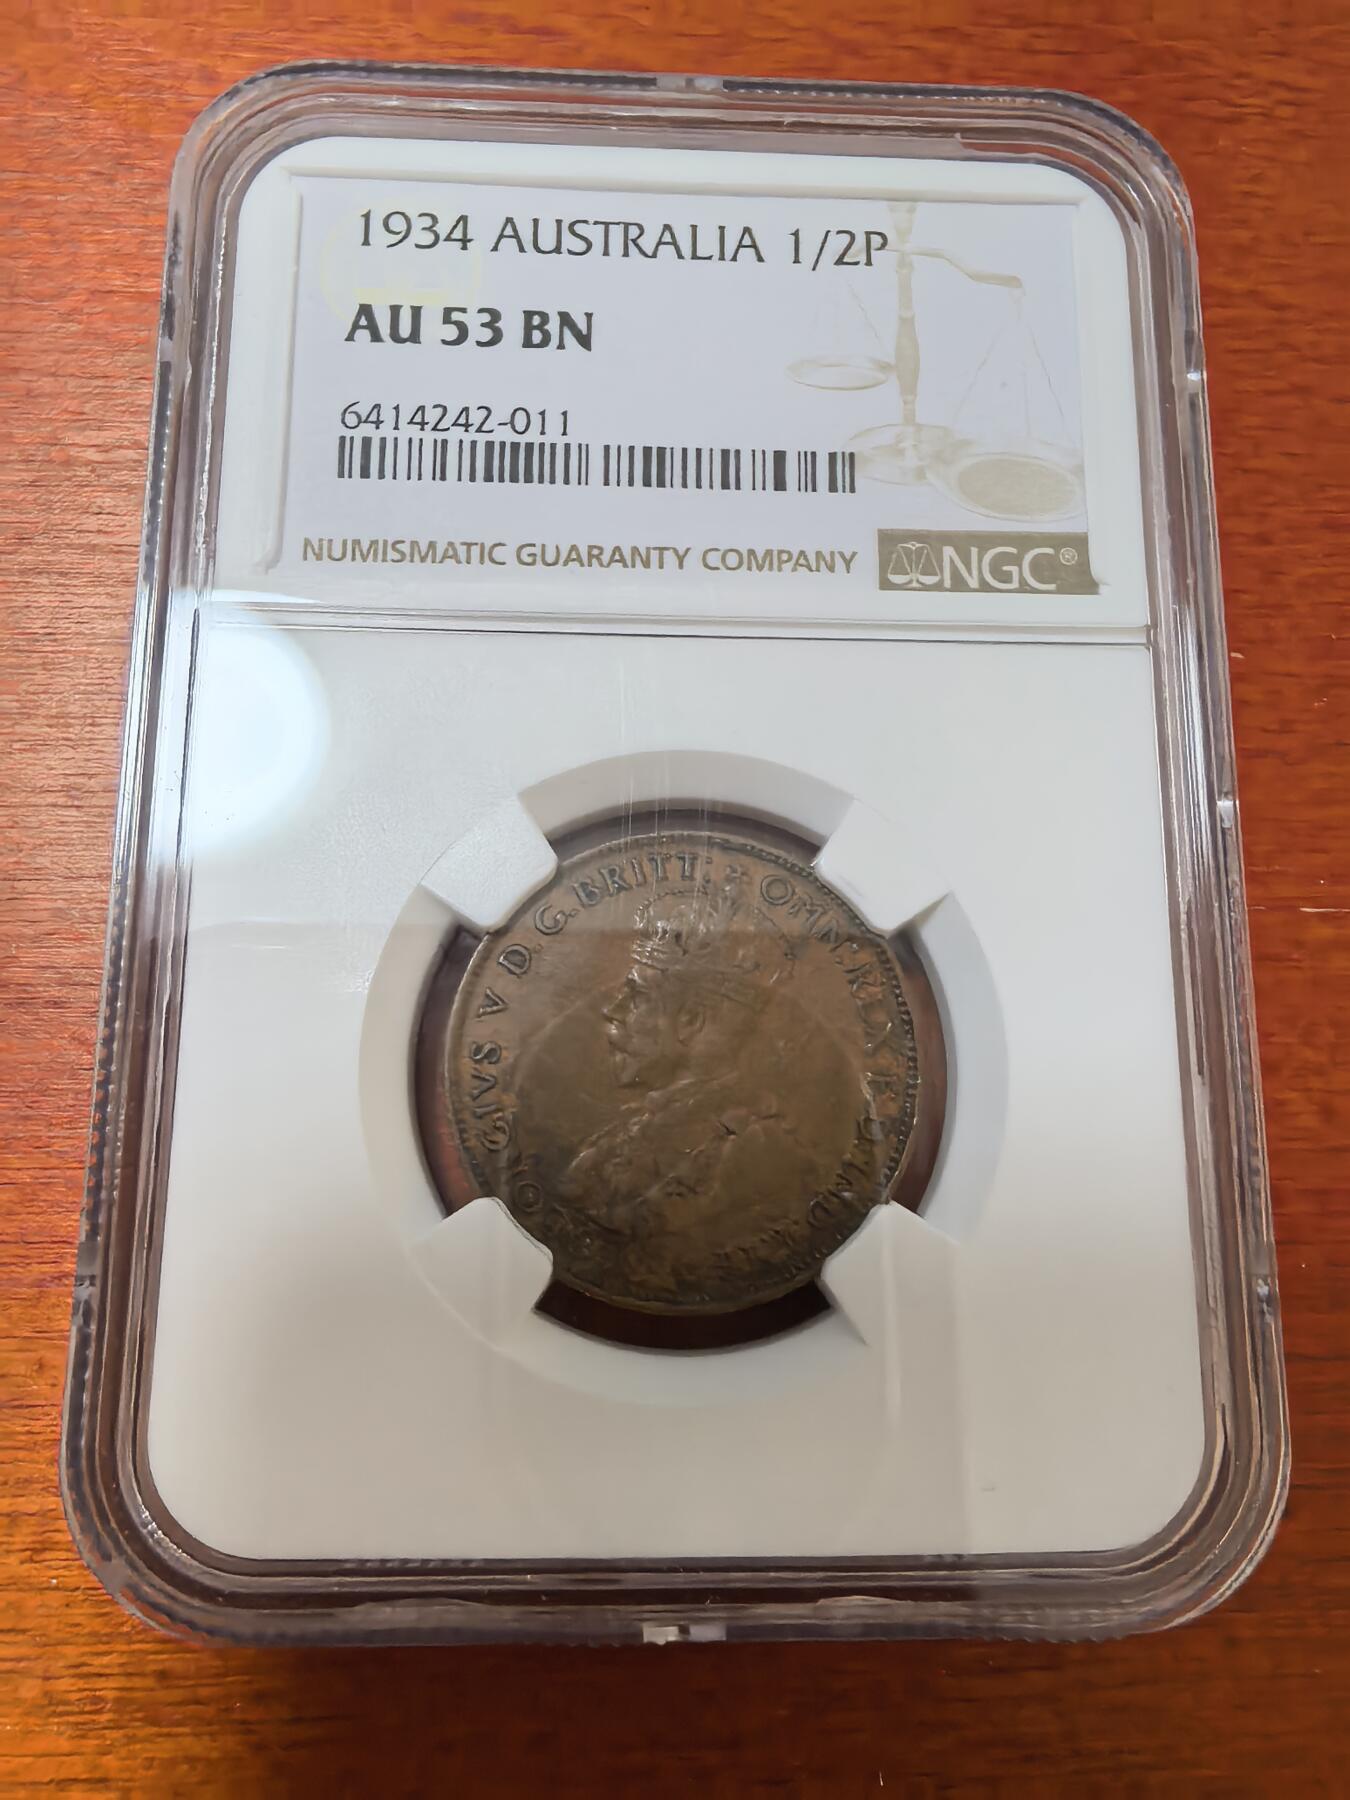 1934 AUSTRALIA 1/2P
AU 53 BN
6414242-011
NUMISMATIC GUARANTY COMPANY
NGC®
GEORGIVS V D.G.BRITT: OMN:REX F.D.IND:IMP: